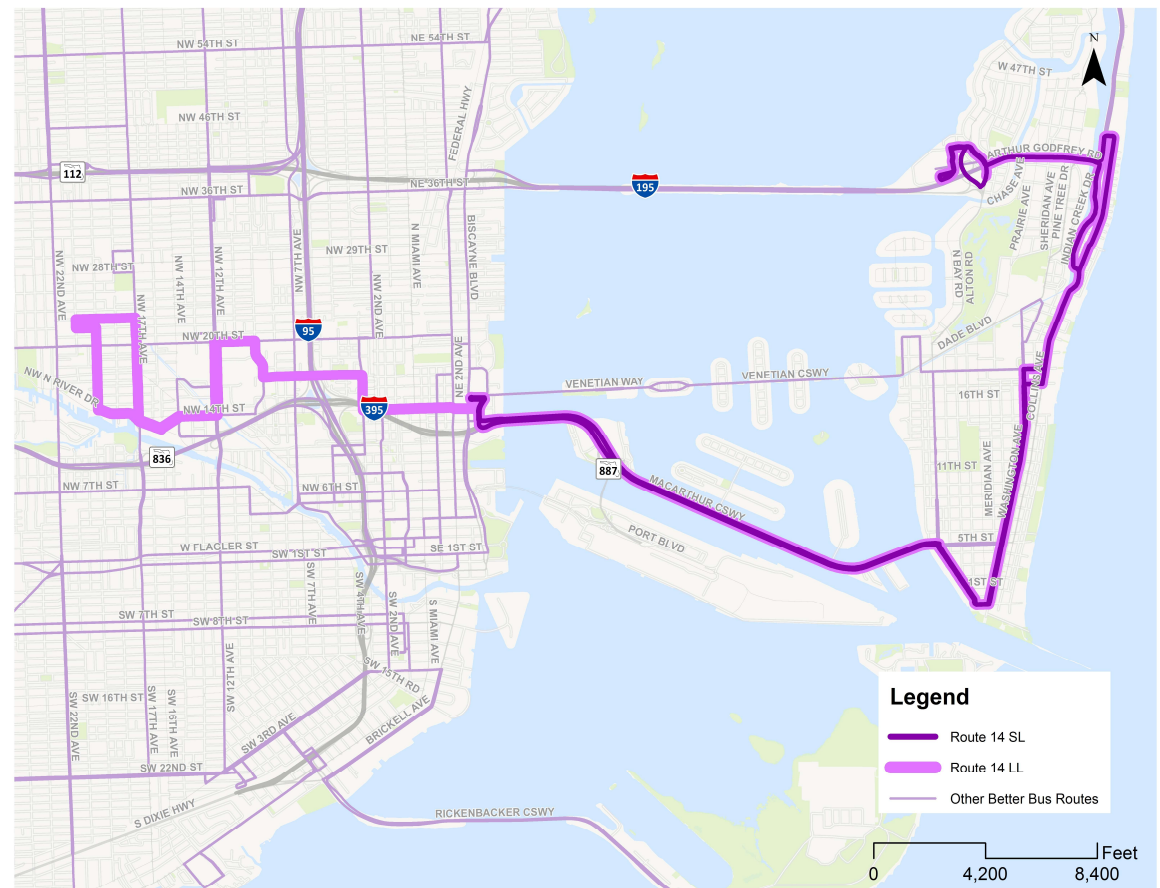 NW 54TH ST
NE 54TH ST
N
W 47TH ST
NW 46TH ST
FEDERAL HWY
112
ARTHUR GODFREY RD
NW 36TH ST
NE 36TH ST
195
CHASE AVE
PRAIRIE AVE
SHERIDAN AVE
PINE TREE DR
INDIAN CREEK DR
NW 22ND AVE
NW 28TH ST
NW 14TH AVE
NW 12TH AVE
NW 7TH AVE
NW 29TH ST
N MIAMI AVE
BISCAYNE BLVD
NW 2ND AVE
N BAY RD
ALTON RD
NW 17TH AVE
NW 20TH ST
95
NE 2ND AVE
DADE BLVD
NW N RIVER DR
VENETIAN WAY
VENETIAN CSWY
COLLINS AVE
16TH ST
NW 14TH ST
395
836
887
11TH ST
MERIDIAN AVE
WASHINGTON AVE
NW 7TH ST
NW 6TH ST
MACARTHUR CSWY
PORT BLVD
5TH ST
W FLAGLER ST
SW 1ST ST
SE 1ST ST
1ST ST
SW 7TH AVE
SW 4TH AVE
SW 2ND AVE
S MIAMI AVE
SW 7TH ST
SW 8TH ST
SW 12TH AVE
SW 15TH RD
SW 16TH ST
SW 22ND AVE
SW 17TH AVE
SW 16TH AVE
SW 3RD AVE
BRICKELL AVE
SW 22ND ST
S DIXIE HWY
RICKENBACKER CSWY
Legend
Route 14 SL
Route 14 LL
Other Better Bus Routes
Feet
0 4,200 8,400